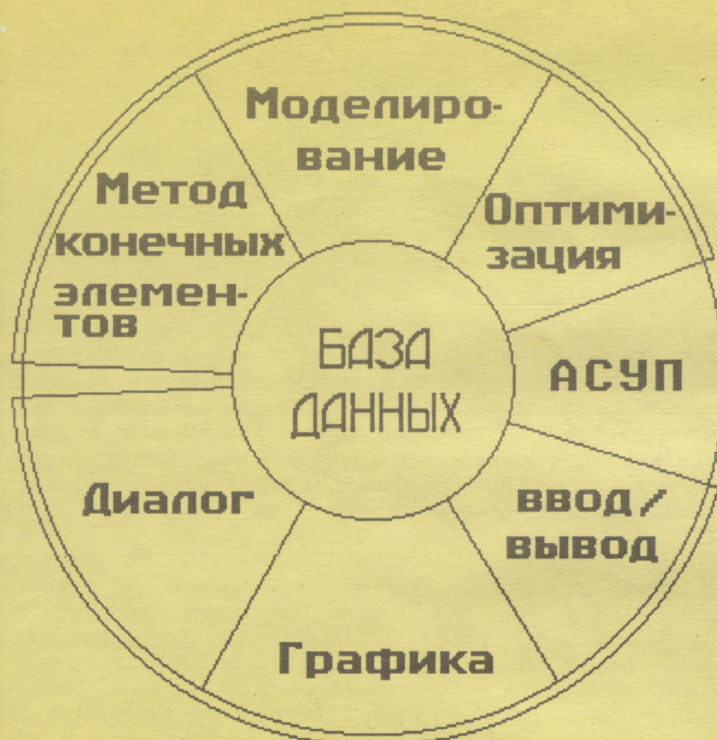 Моделиро-
вание
Метод
конечных
элемен-
тов
Оптими-
зация
БАЗА
ДАННЫХ
АСУП
Диалог
ввод/
вывод
Графика